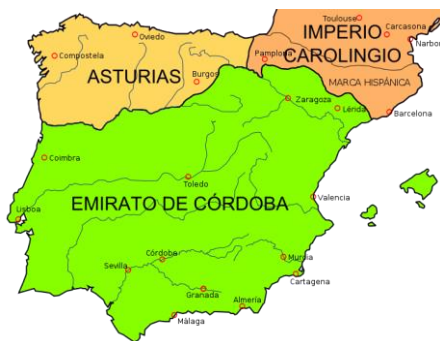 Toulouse
IMPERIO
CAROLINGIO
Carcasona
Narbon
Oviedo
Compostela
Pamplona
ASTURIAS
Burgos
MARCA HISPÁNICA
Zaragoza
Lérida
Barcelona
Coimbra
Toledo
EMIRATO DE CÓRDOBA
Valencia
Lisboa
Córdoba
Murcia
Sevilla
Cartagena
Granada
Almería
Málaga